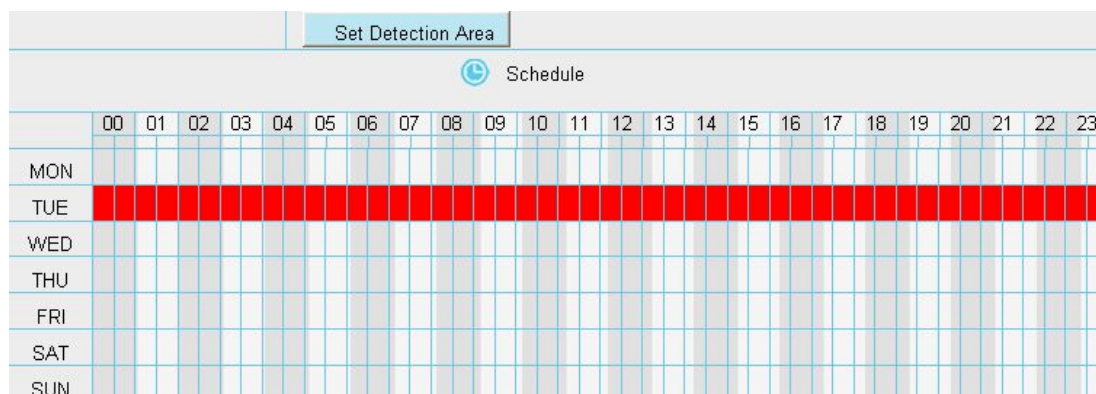 Set Detection Area
Schedule
00 01 02 03 04 05 06 07 08 09 10 11 12 13 14 15 16 17 18 19 20 21 22 23
MON
TUE
WED
THU
FRI
SAT
SUN